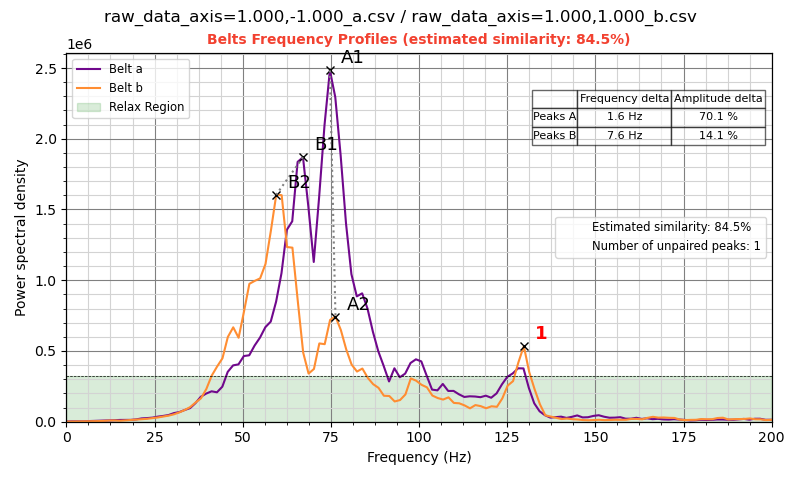 raw_data_axis=1.000,-1.000_a.csv / raw_data_axis=1.000,1.000_b.csv
Belts Frequency Profiles (estimated similarity: 84.5%)
1e6
Belt a
Belt b
Relax Region
A1
B1
B2
A2
1
Frequency delta Amplitude delta
Peaks A 1.6 Hz 70.1 %
Peaks B 7.6 Hz 14.1 %
Estimated similarity: 84.5%
Number of unpaired peaks: 1
Power spectral density
2.5
2.0
1.5
1.0
0.5
0.0
0 25 50 75 100 125 150 175 200
Frequency (Hz)